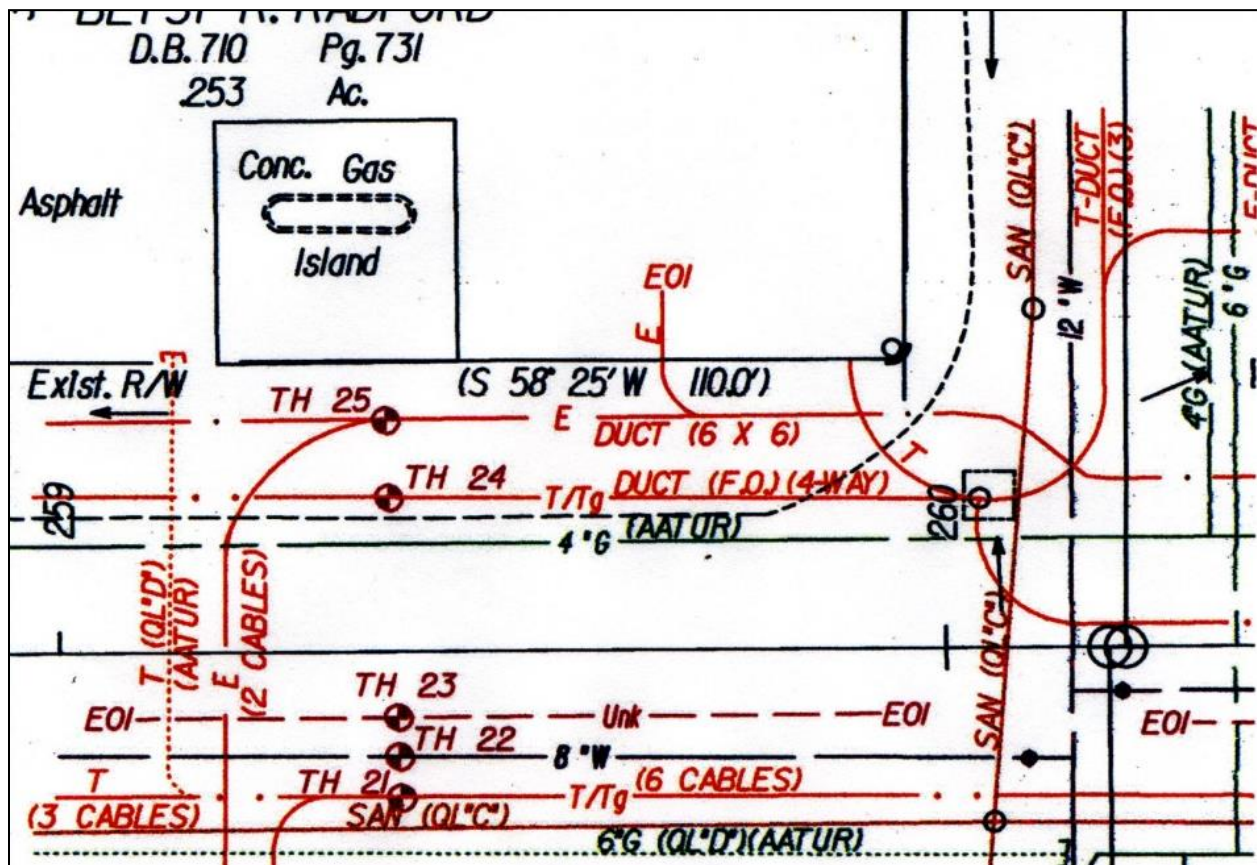 BETSY R. RADFORD
D.B. 710 Pg. 731
.253 Ac.
Conc. Gas
Island
Asphalt
SAN (QL"C")
T-DUCT
(F.O.) (3)
E-DUCT
EOI
E
12 "W
4"G (AATUR)
6 "G
Exist. R/W
(S 58° 25' W 110.0')
TH 25
E
DUCT (6 X 6)
T
TH 24
T/Tg DUCT (F.O.) (4-WAY)
259
260
4 "G (AATUR)
T (QL"D")
(AATUR)
E
(2 CABLES)
SAN (QL"C")
TH 23
EOI
Unk
EOI
EOI
TH 22
8 "W
T
(3 CABLES)
TH 21
T/Tg (6 CABLES)
SAN (QL"C")
6"G (QL"D")(AATUR)